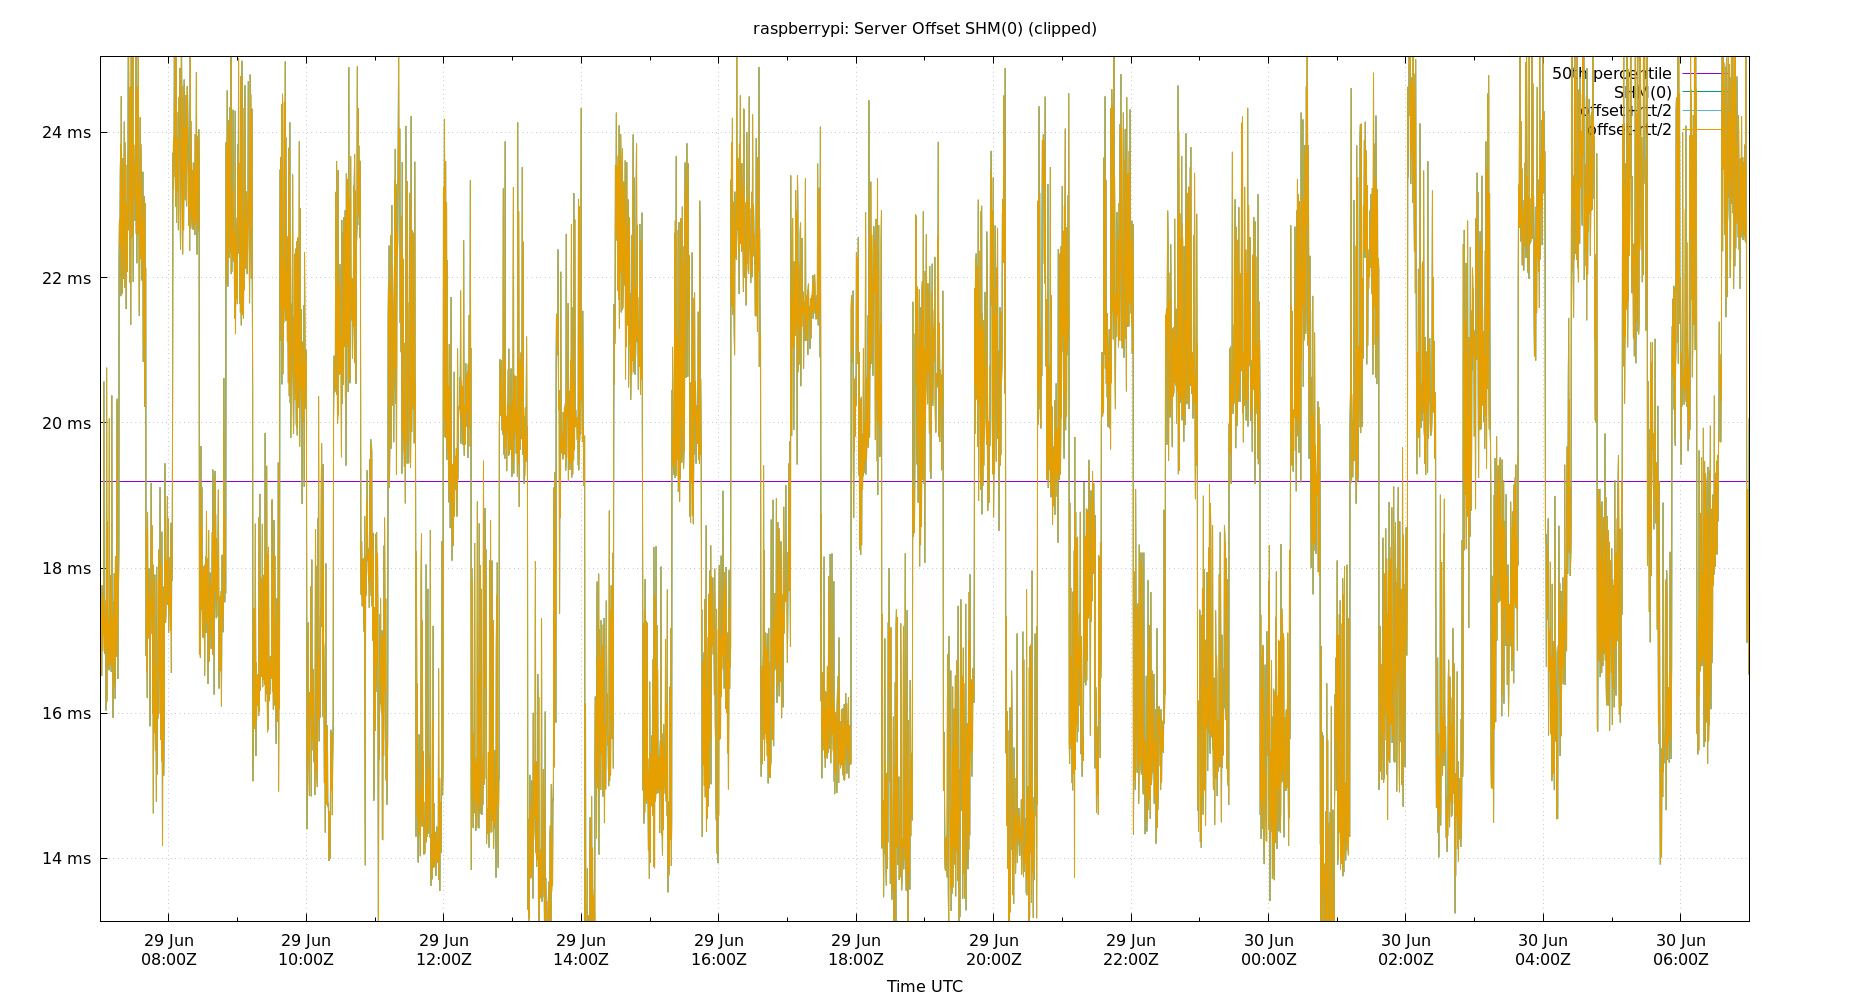 raspberrypi: Server Offset SHM(0) (clipped)
50th percentile
SHM(0)
offset+rtt/2
offset-rtt/2
24 ms
22 ms
20 ms
18 ms
16 ms
14 ms
29 Jun 29 Jun 29 Jun 29 Jun 29 Jun 29 Jun 29 Jun 29 Jun 30 Jun 30 Jun 30 Jun 30 Jun
08:00Z 10:00Z 12:00Z 14:00Z 16:00Z 18:00Z 20:00Z 22:00Z 00:00Z 02:00Z 04:00Z 06:00Z
Time UTC